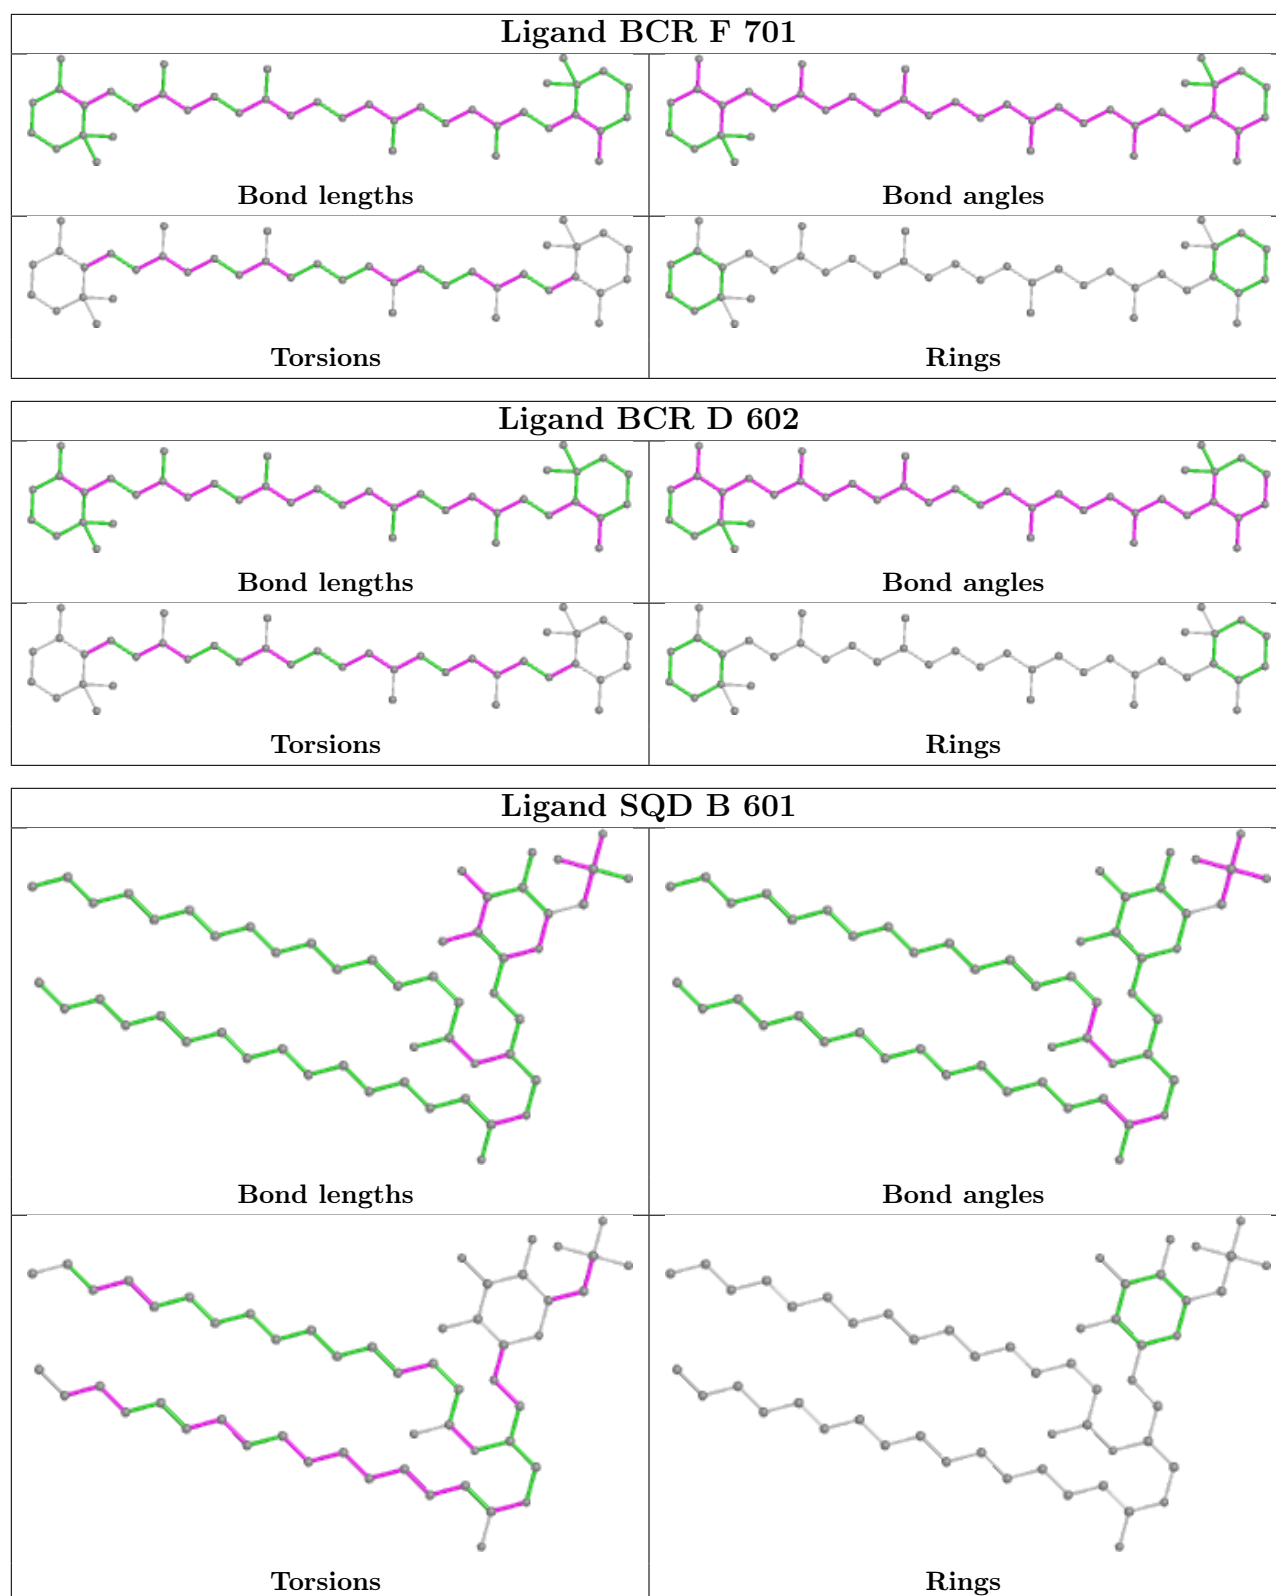 Ligand BCR F 701
Bond lengths
Bond angles
Torsions
Rings
Ligand BCR D 602
Bond lengths
Bond angles
Torsions
Rings
Ligand SQD B 601
Bond lengths
Bond angles
Torsions
Rings